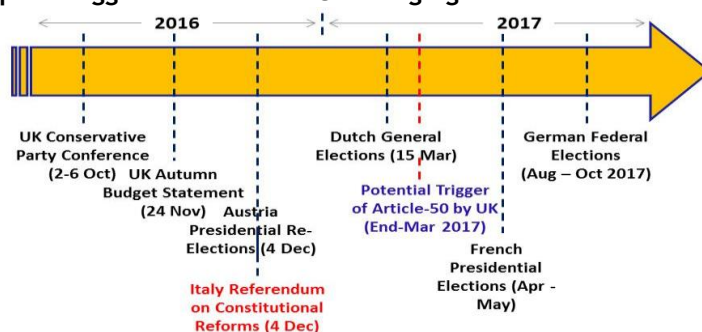 2016
2017
UK Conservative
Party Conference
(2-6 Oct)
UK Autumn
Budget Statement
(24 Nov)
Austria
Presidential Re-
Elections (4 Dec)
Italy Referendum
on Constitutional
Reforms (4 Dec)
Dutch General
Elections (15 Mar)
Potential Trigger
of Article-50 by UK
(End-Mar 2017)
French
Presidential
Elections (Apr -
May)
German Federal
Elections
(Aug – Oct 2017)